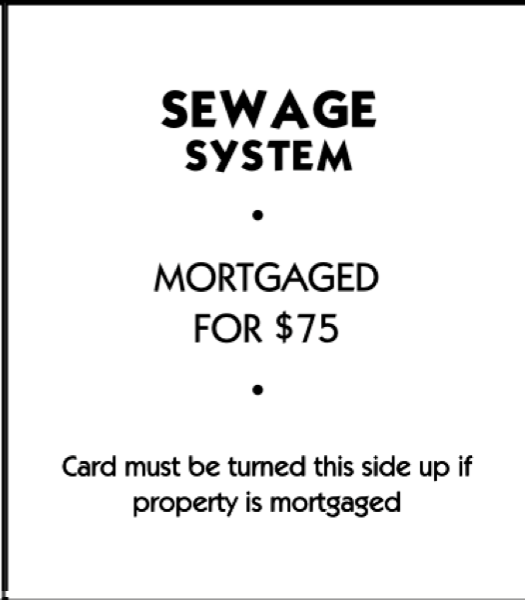 SEWAGE
SYSTEM
•
MORTGAGED
FOR $75
•
Card must be turned this side up if
property is mortgaged